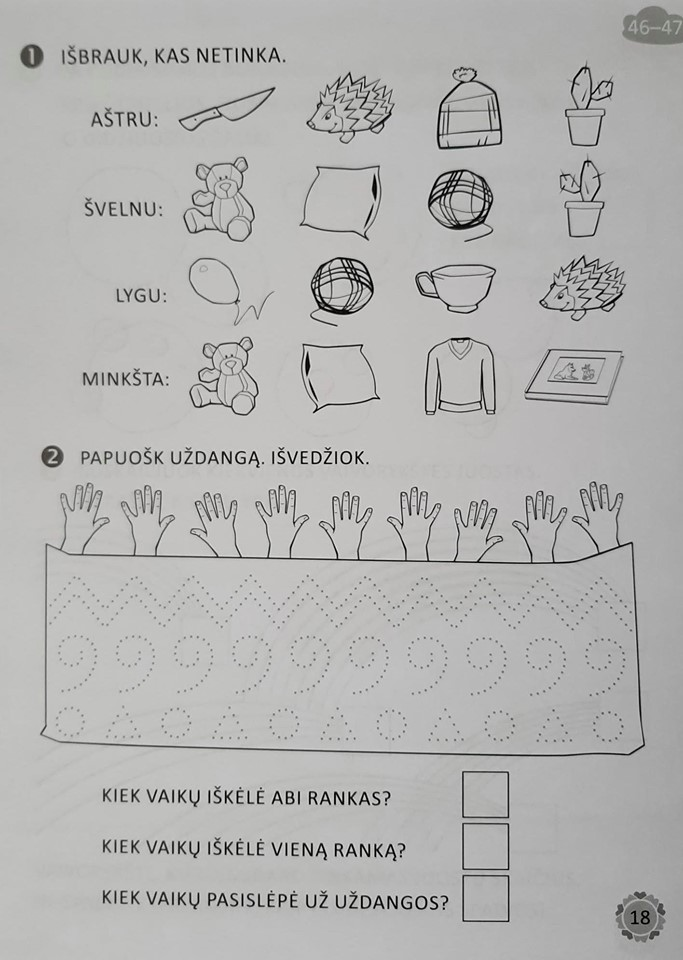 46–47
1 IŠBRAUK, KAS NETINKA.
AŠTRU:
ŠVELNU:
LYGU:
MINKŠTA:
2 PAPUOŠK UŽDANGĄ. IŠVEDŽIOK.
KIEK VAIKŲ IŠKĖLĖ ABI RANKAS?
KIEK VAIKŲ IŠKĖLĖ VIENĄ RANKĄ?
KIEK VAIKŲ PASISLĖPĖ UŽ UŽDANGOS?
18